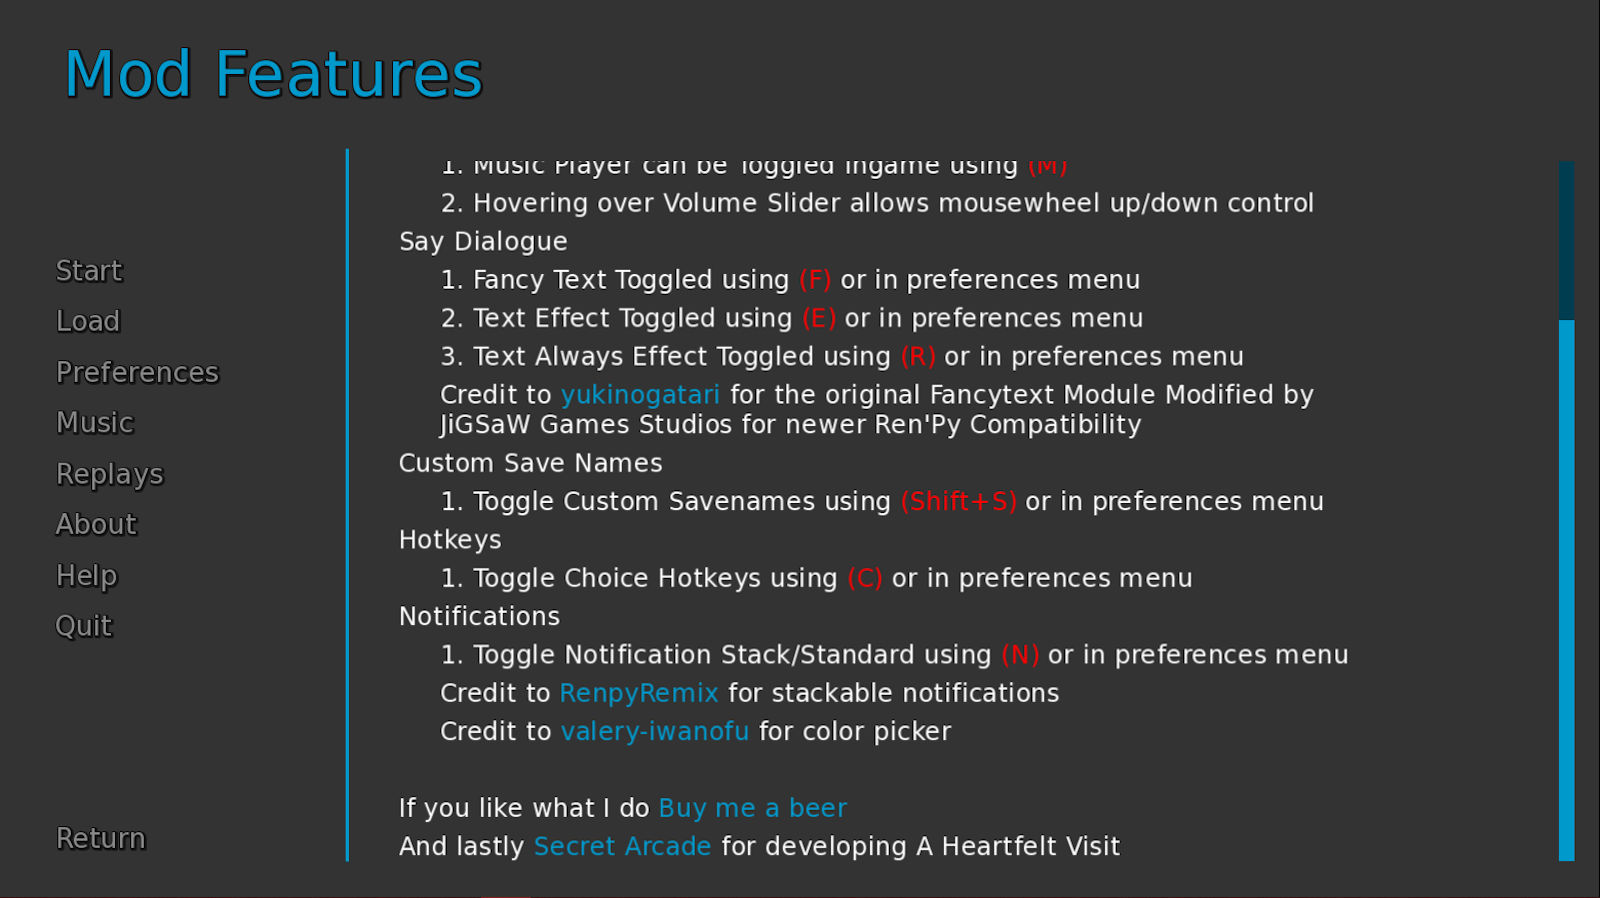 Mod Features
Start
Load
Preferences
Music
Replays
About
Help
Quit
Return
1. Music Player can be Toggled Ingame using (M)
2. Hovering over Volume Slider allows mousewheel up/down control
Say Dialogue
1. Fancy Text Toggled using (F) or in preferences menu
2. Text Effect Toggled using (E) or in preferences menu
3. Text Always Effect Toggled using (R) or in preferences menu
Credit to yukinogatari for the original Fancytext Module Modified by
JiGSaW Games Studios for newer Ren'Py Compatibility
Custom Save Names
1. Toggle Custom Savenames using (Shift+S) or in preferences menu
Hotkeys
1. Toggle Choice Hotkeys using (C) or in preferences menu
Notifications
1. Toggle Notification Stack/Standard using (N) or in preferences menu
Credit to RenpyRemix for stackable notifications
Credit to valery-iwanofu for color picker
If you like what I do Buy me a beer
And lastly Secret Arcade for developing A Heartfelt Visit